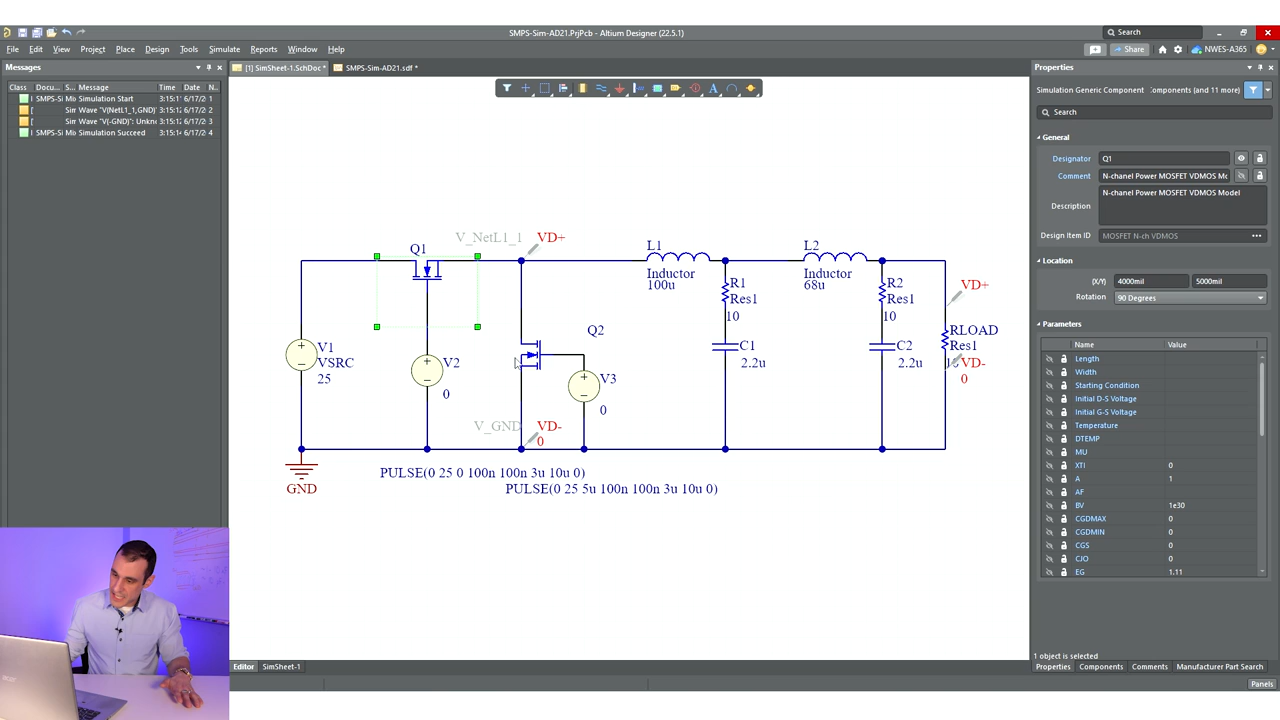 SMPS-Sim-AD21.PrjPcb - Altium Designer (22.5.1)
Search
File Edit View Project Place Design Tools Simulate Reports Window Help
Share
NWES-A365
Messages
[1] SimSheet-1.SchDoc *
SMPS-Sim-AD21.sdf *
Properties
Class Docu... S... Message Time Date N...
SMPS-Si Mi Simulation Start 3:15:1 6/17/2 1
[ Sir Wave "V(NetL1_1,GND)' 3:15:12 6/17/2 2
[ Sir Wave "V(-GND)": Unkno 3:15:12 6/17/2 3
SMPS-Si Mi Simulation Succeed 3:15:14 6/17/2 4
Simulation Generic Component
Components (and 11 more)
Search
General
Designator Q1
Comment N-chanel Power MOSFET VDMOS Mc
Description N-chanel Power MOSFET VDMOS Model
Design Item ID MOSFET N-ch VDMOS
Location
(X/Y) 4000mil 5000mil
Rotation 90 Degrees
Parameters
Name Value
Length
Width
Starting Condition
Initial D-S Voltage
Initial G-S Voltage
Temperature
DTEMP
MU
XTI 0
A 1
AF
BV 1e30
CGDMAX 0
CGDMIN 0
CGS 0
CJO 0
EG 1.11
1 object is selected
Properties Components Comments Manufacturer Part Search
Panels
Q1
V_NetL1_1
VD+
L1
Inductor
100u
L2
Inductor
68u
R1
Res1
10
R2
Res1
10
VD+
RLOAD
Res1
VD-
0
V1
VSRC
25
V2
0
Q2
V3
0
C1
2.2u
C2
2.2u
V_GND
VD-
0
GND
PULSE(0 25 0 100n 100n 3u 10u 0)
PULSE(0 25 5u 100n 100n 3u 10u 0)
Editor SimSheet-1